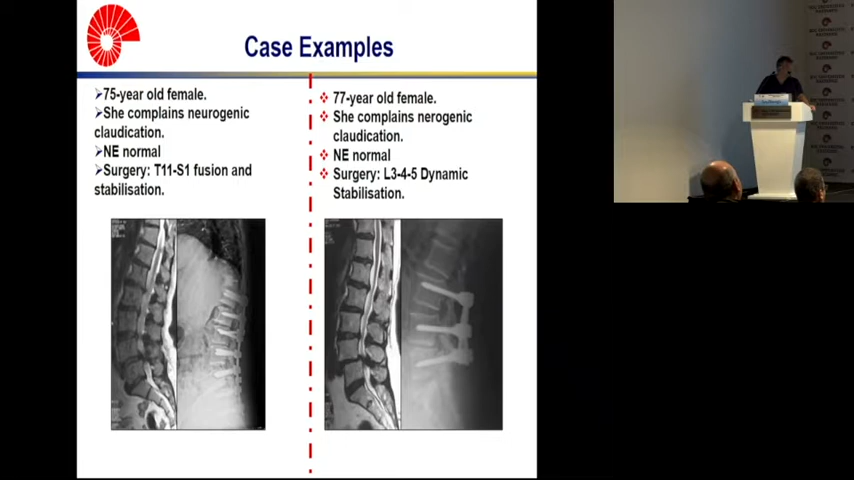 Case Examples
➢75-year old female.
➢She complains neurogenic
claudication.
➢NE normal
➢Surgery: T11-S1 fusion and
stabilisation.
❖ 77-year old female.
❖ She complains nerogenic
claudication.
❖ NE normal
❖ Surgery: L3-4-5 Dynamic
Stabilisation.